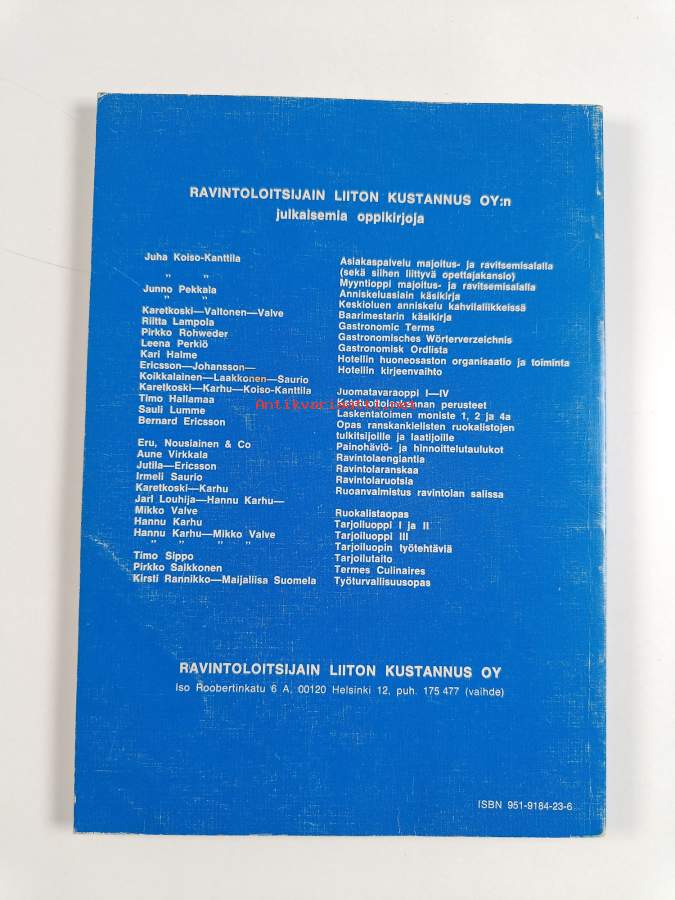 RAVINTOLOITSIJAIN LIITON KUSTANNUS OY:n
julkaisemia oppikirjoja
Juha Koiso-Kanttila Asiakaspalvelu majoitus- ja ravitsemisalalla
(sekä siihen liittyvä opettajakansio)
„ „ Myyntioppi majoitus- ja ravitsemisalalla
Junno Pekkala Anniskeluasiain käsikirja
„ „ Keskioluen anniskelu kahvilaliikkeissä
Karetkoski—Valtonen—Valve Baarimestarin käsikirja
Riitta Lampola Gastronomic Terms
Pirkko Rohweder Gastronomisches Wörterverzeichnis
Leena Perkiö Gastronomisk Ordlista
Kari Halme Hotellin huoneosaston organisaatio ja toiminta
Ericsson—Johansson— Hotellin kirjeenvaihto
Koikkalainen—Laakkonen—Saurio
Karetkoski—Karhu—Koiso-Kanttila Juomatavaraoppi I—IV
Timo Hallamaa perusteet
Sauli Lumme Laskentatoimen moniste 1, 2 ja 4a
Bernard Ericsson Opas ranskankielisten ruokalistojen
tulkitsijoille ja laatijoille
Eru, Nousiainen & Co Painohäviö- ja hinnoittelutaulukot
Aune Virkkala Ravintolaengiantia
Jutila—Ericsson Ravintolaranskaa
Irmeli Saurio Ravintolaruotsia
Karetkoski—Karhu Ruoanvalmistus ravintolan salissa
Jarl Louhija—Hannu Karhu—
Mikko Valve Ruokalistaopas
Hannu Karhu Tarjoiluoppi I ja II
Hannu Karhu—Mikko Valve Tarjoiluoppi III
„ „ „ „ Tarjoiluopin työtehtäviä
Timo Sippo Tarjoilutaito
Pirkko Salkkonen Termes Culinaires
Kirsti Rannikko—Maijaliisa Suomela Työturvallisuusopas
Antikvariaatti.net
RAVINTOLOITSIJAIN LIITON KUSTANNUS OY
Iso Roobertinkatu 6 A, 00120 Helsinki 12, puh. 175 477 (vaihde)
ISBN 951-9184-23-6